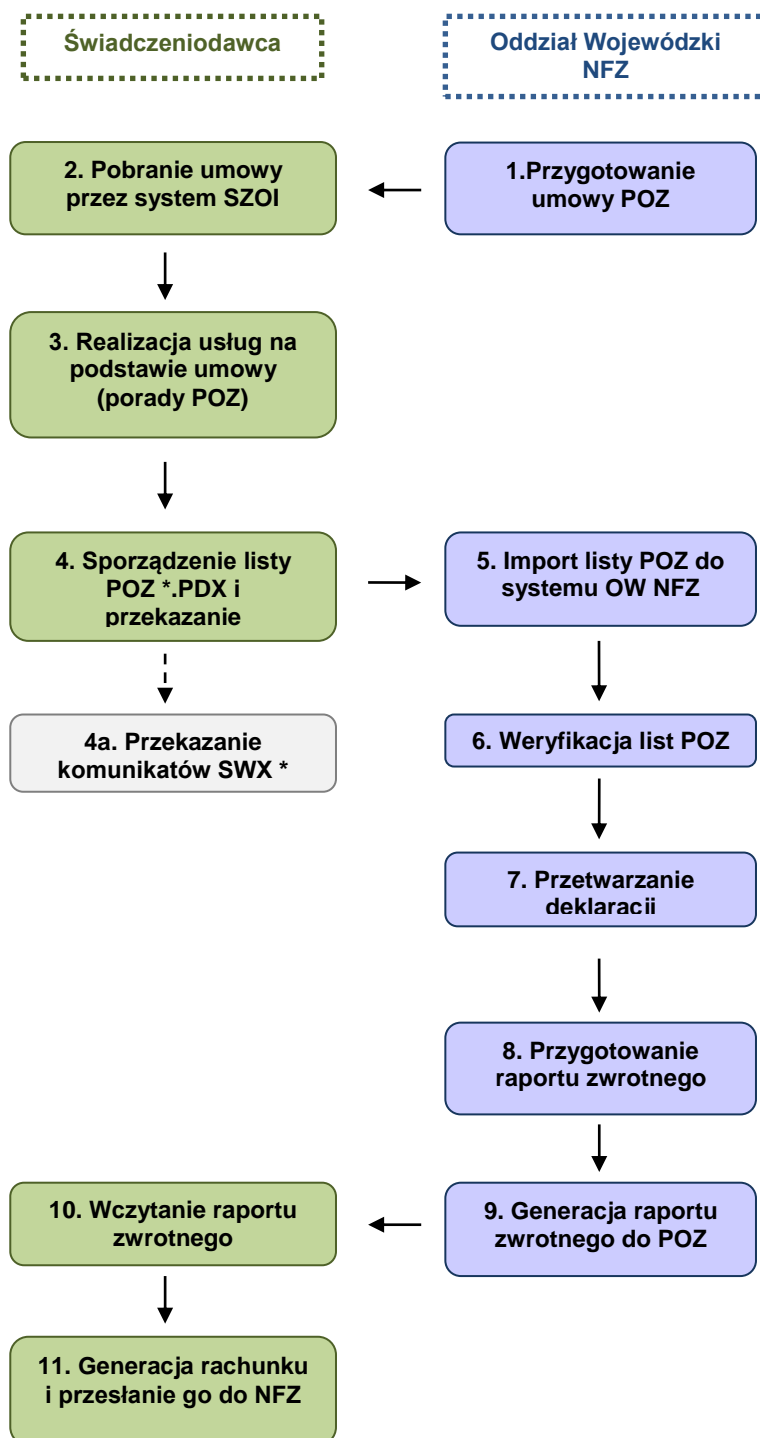 Świadczeniodawca
Oddział Wojewódzki
NFZ
2. Pobranie umowy
przez system SZOI
1.Przygotowanie
umowy POZ
3. Realizacja usług na
podstawie umowy
(porady POZ)
4. Sporządzenie listy
POZ *.PDX i
przekazanie
5. Import listy POZ do
systemu OW NFZ
4a. Przekazanie
komunikatów SWX *
6. Weryfikacja list POZ
7. Przetwarzanie
deklaracji
8. Przygotowanie
raportu zwrotnego
10. Wczytanie raportu
zwrotnego
9. Generacja raportu
zwrotnego do POZ
11. Generacja rachunku
i przesłanie go do NFZ